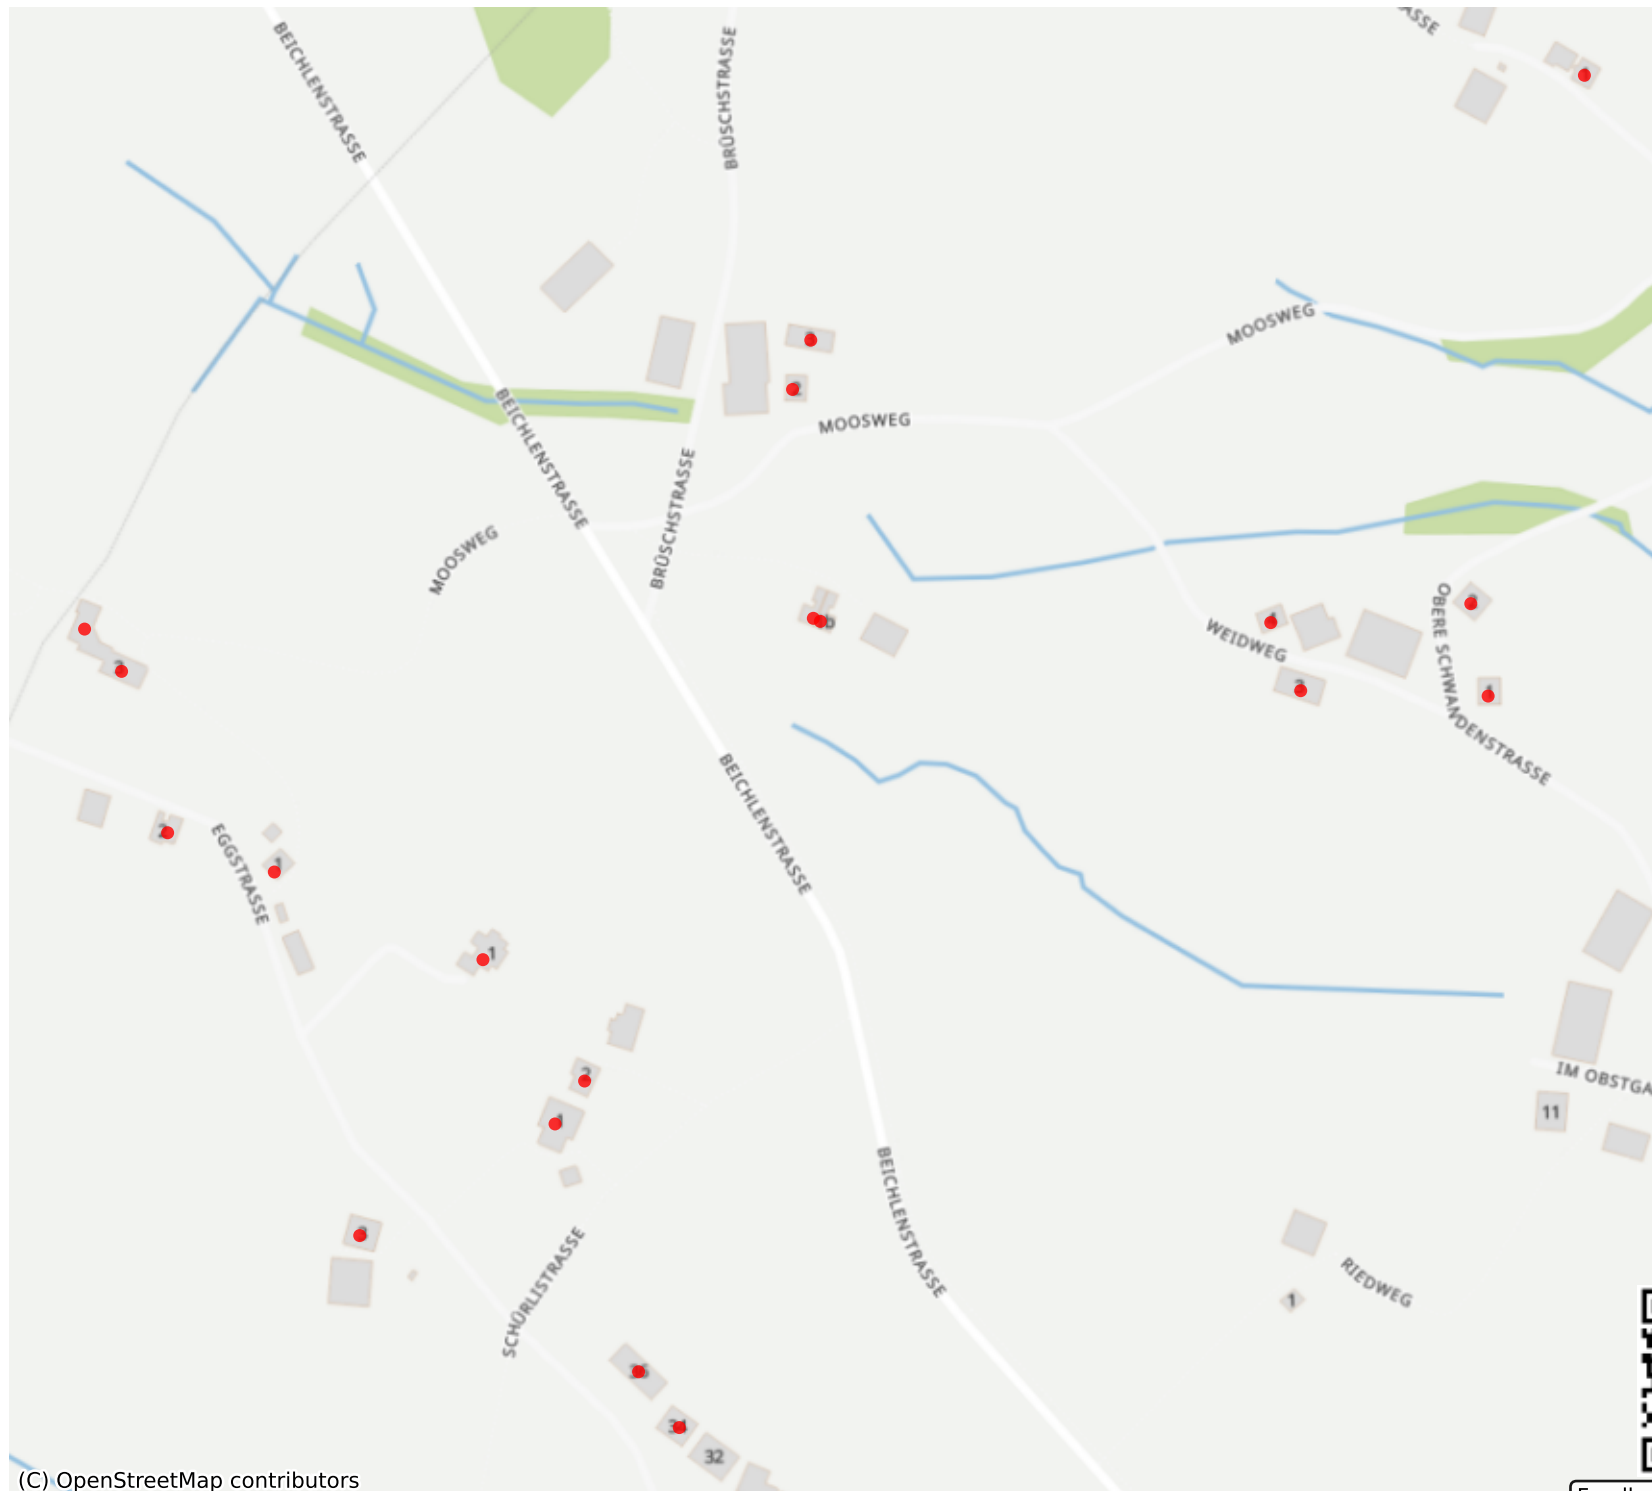 BEICHLENSTRASSE
BRÜSCHSTRASSE
MOOSWEG
BEICHLENSTRASSE
MOOSWEG
BRÜSCHSTRASSE
MOOSWEG
OBERE SCHWANDENSTRASSE
WEIDWEG
BEICHLENSTRASSE
EGGSTRASSE
1
1
2
IM OBSTGA
11
BEICHLENSTRASSE
SCHÜRLISTRASSE
RIEDWEG
1
32
(C) OpenStreetMap contributors